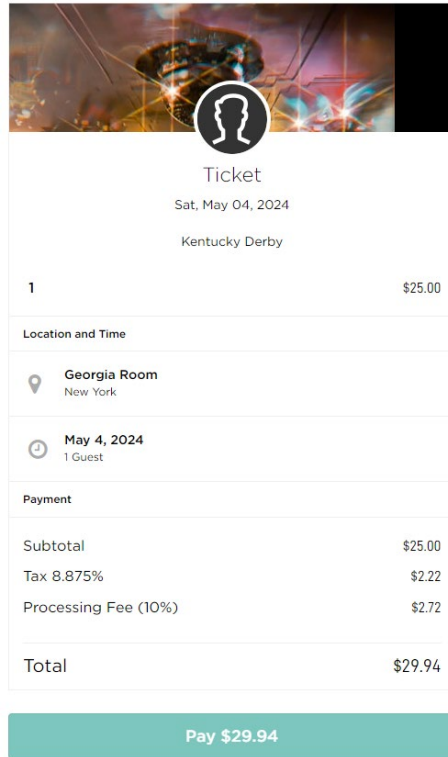 Ticket
Sat, May 04, 2024
Kentucky Derby
1 $25.00
Location and Time
Georgia Room
New York
May 4, 2024
1 Guest
Payment
Subtotal $25.00
Tax 8.875% $2.22
Processing Fee (10%) $2.72
Total $29.94
Pay $29.94